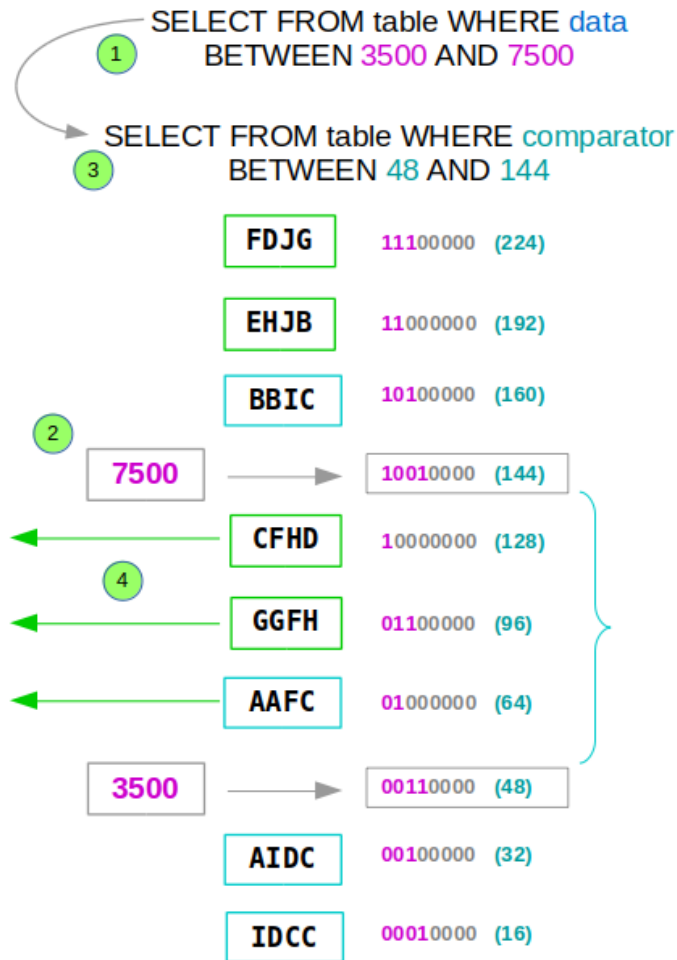 SELECT FROM table WHERE data
1
BETWEEN 3500 AND 7500
SELECT FROM table WHERE comparator
3
BETWEEN 48 AND 144
FDJG 11100000 (224)
EHJB 11000000 (192)
BBIC 10100000 (160)
2
7500 10010000 (144)
CFHD 10000000 (128)
4
GGFH 01100000 (96)
AAFC 01000000 (64)
3500 00110000 (48)
AIDC 00100000 (32)
IDCC 00010000 (16)